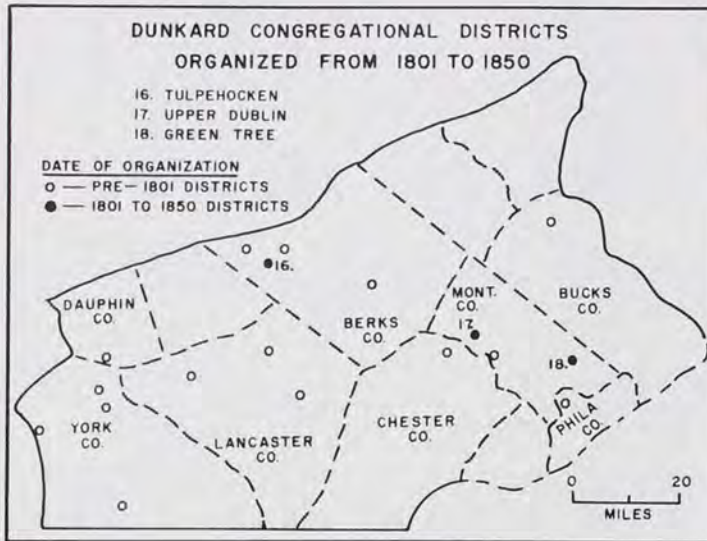 DUNKARD CONGREGATIONAL DISTRICTS
ORGANIZED FROM 1801 TO 1850
16. TULPEHOCKEN
17. UPPER DUBLIN
18. GREEN TREE
DATE OF ORGANIZATION
○ — PRE—1801 DISTRICTS
● — 1801 TO 1850 DISTRICTS
16.
DAUPHIN
CO.
BERKS
CO.
MONT.
CO.
17.
BUCKS
CO.
18.
PHILA
CO.
YORK
CO.
LANCASTER
CO.
CHESTER
CO.
0 20
MILES